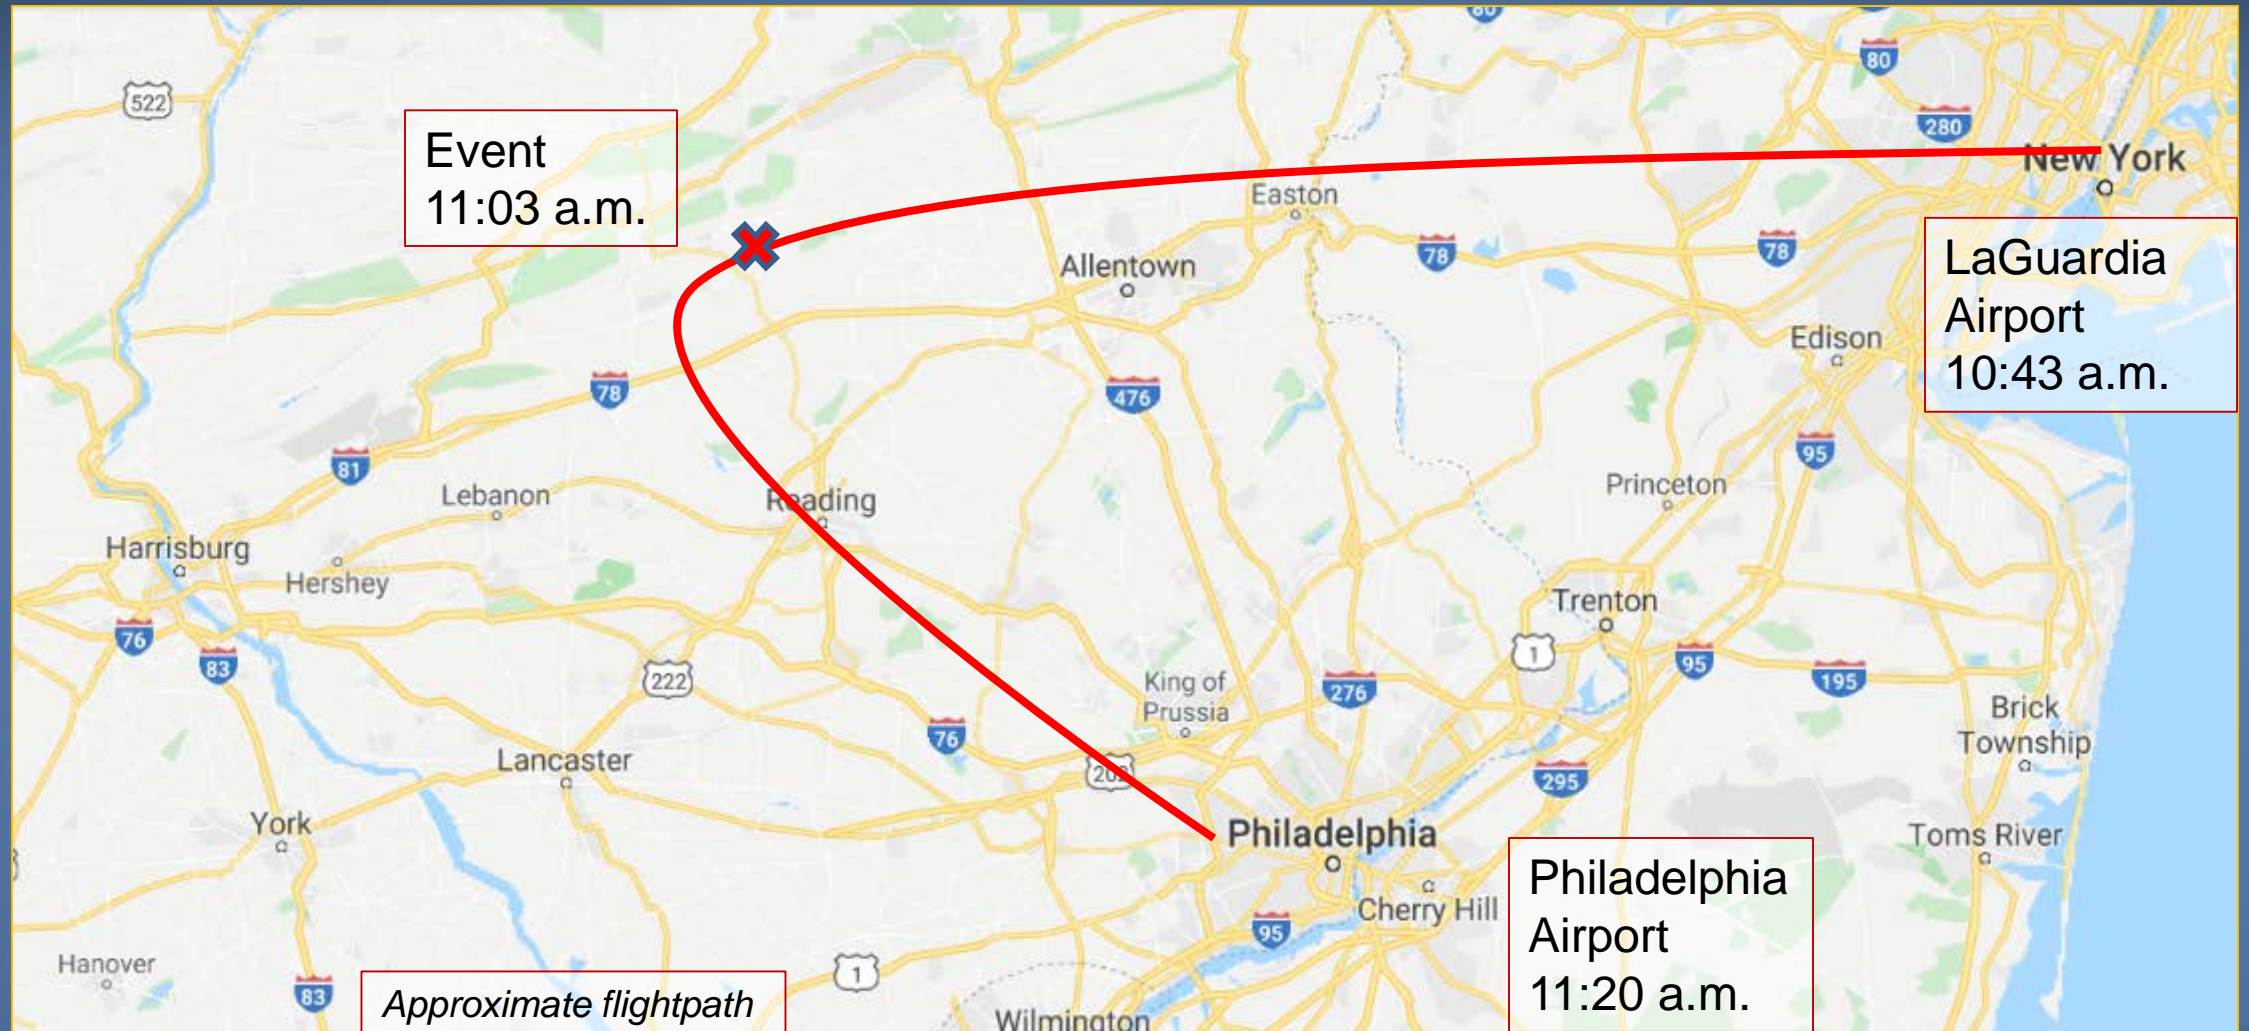 80
80
522
Event
11:03 a.m.
280
New York
Easton
78
78
Allentown
LaGuardia
Airport
10:43 a.m.
Edison
78
476
81
95
Lebanon
Reading
Princeton
Harrisburg
Hershey
Trenton
76
83
222
1
95
195
King of
Prussia
276
76
Brick
Township
Lancaster
202
295
York
Philadelphia
Toms River
Philadelphia
Airport
11:20 a.m.
Cherry Hill
95
Hanover
83
Approximate flightpath
1
Wilmington